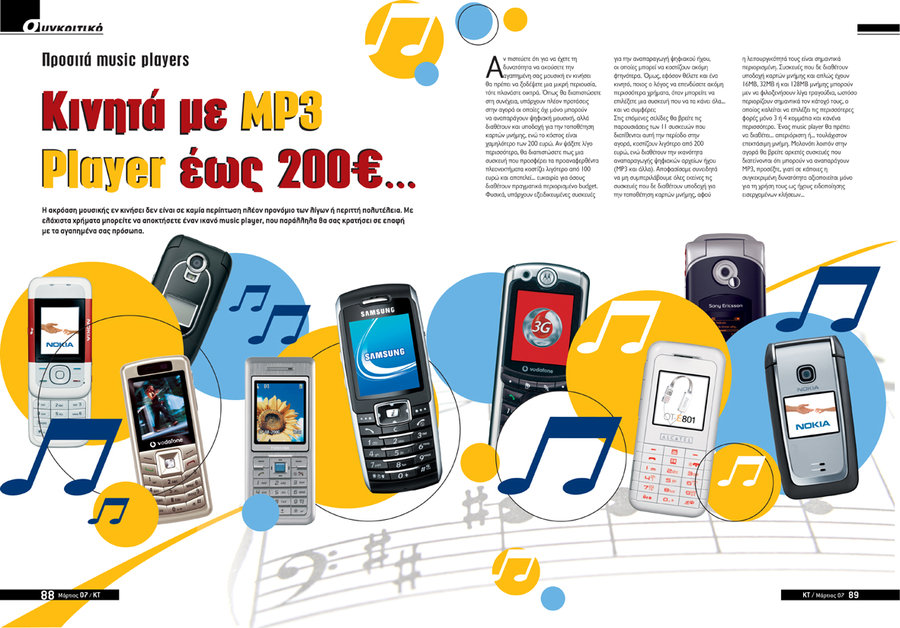 συγκριτικό
Προσιτά music players
Κινητά με MP3
Player έως 200€...
Η ακρόαση μουσικής εν κινήσει δεν είναι σε καμία περίπτωση πλέον προνόμιο των λίγων ή περιττή πολυτέλεια. Με
ελάχιστα χρήματα μπορείτε να αποκτήσετε έναν ικανό music player, που παράλληλα θα σας κρατήσει σε επαφή
με τα αγαπημένα σας πρόσωπα.
Αν πιστεύετε ότι για να έχετε τη
δυνατότητα να ακούσετε την
αγαπημένη σας μουσική εν κινήσει
θα πρέπει να ξοδέψετε μια μικρή περιουσία,
τότε πλανάστε οικτρά. Όπως θα διαπιστώσετε
στη συνέχεια, υπάρχουν πλέον προτάσεις
στην αγορά οι οποίες όχι μόνο μπορούν
να αναπαράγουν ψηφιακή μουσική, αλλά
διαθέτουν και υποδοχή για την τοποθέτηση
καρτών μνήμης, ενώ το κόστος είναι
χαμηλότερο των 200 ευρώ. Αν ψάξετε λίγο
περισσότερο, θα διαπιστώσετε πως μια
συσκευή που προσφέρει τα προαναφερθέντα
πλεονεκτήματα κοστίζει λιγότερο από 100
ευρώ και αποτελεί... ευκαιρία για όσους
διαθέτουν πραγματικά περιορισμένο budget.
Φυσικά, υπάρχουν εξειδικευμένες συσκευές
για την αναπαραγωγή ψηφιακού ήχου,
οι οποίες μπορεί να κοστίζουν ακόμη
φτηνότερα. Όμως, εφόσον θέλετε και ένα
κινητό, ποιος ο λόγος να επενδύσετε ακόμη
περισσότερα χρήματα, όταν μπορείτε να
επιλέξετε μια συσκευή που να τα κάνει όλα...
και να συμφέρει;
Στις επόμενες σελίδες θα βρείτε τις
παρουσιάσεις των 11 συσκευών που
διατίθενται αυτή την περίοδο στην
αγορά, κοστίζουν λιγότερο από 200
ευρώ, ενώ διαθέτουν την ικανότητα
αναπαραγωγής ψηφιακών αρχείων ήχου
(MP3 και άλλα). Αποφασίσαμε συνειδητά
να μη συμπεριλάβουμε όλες εκείνες τις
συσκευές που δε διαθέτουν υποδοχή για
την τοποθέτηση καρτών μνήμης, αφού
η λειτουργικότητά τους είναι σημαντικά
περιορισμένη. Συσκευές που δε διαθέτουν
υποδοχή καρτών μνήμης και απλώς έχουν
16MB, 32MB ή και 128MB μνήμης μπορούν
μεν να φιλοξενήσουν λίγα τραγούδια, ωστόσο
περιορίζουν σημαντικά τον κάτοχό τους, ο
οποίος καλείται να επιλέξει τις περισσότερες
φορές μόνο 3 ή 4 κομμάτια και κανένα
περισσότερο. Ένας music player θα πρέπει
να διαθέτει... απεριόριστη ή... τουλάχιστον
επεκτάσιμη μνήμη. Μολονότι λοιπόν στην
αγορά θα βρείτε αρκετές συσκευές που
διατείνονται ότι μπορούν να αναπαράγουν
MP3, προσέξτε, γιατί σε κάποιες η
συγκεκριμένη δυνατότητα αξιοποιείται μόνο
για τη χρήση τους ως ήχους ειδοποίησης
εισερχομένων κλήσεων...
NOKIA
NOKIA
vodafone
SAMSUNG
SAMSUNG
3G
vodafone
Sony Ericsson
OT-E801
ALCATEL
NOKIA
NOKIA
88 Μάρτιος 07 / ΚΤ
ΚΤ / Μάρτιος 07 89